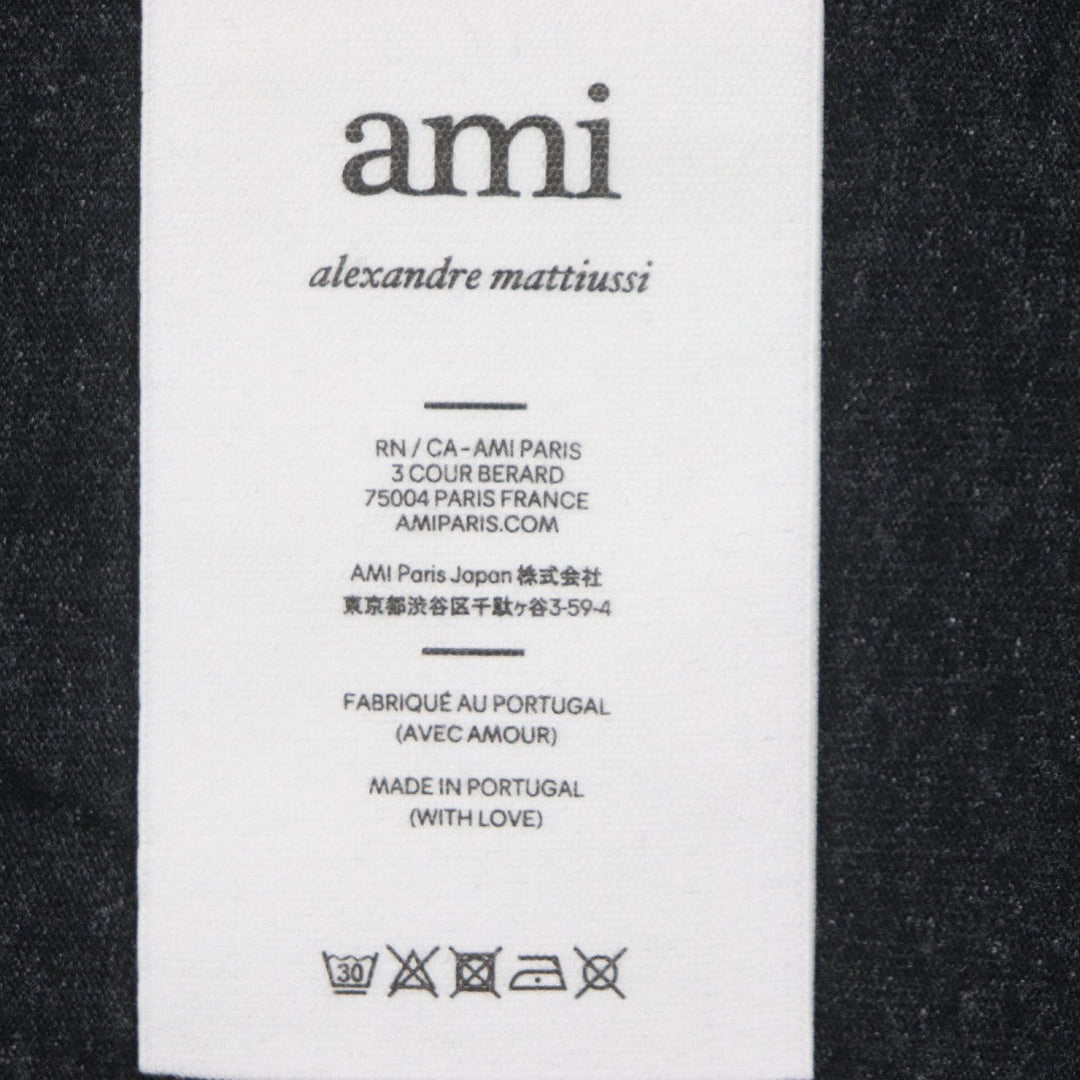 ami
alexandre mattiussi
RN / CA-AMI PARIS
3 COUR BERARD
75004 PARIS FRANCE
AMIPARIS.COM
AMI Paris Japan 株式会社
東京都渋谷区千駄ヶ谷3-59-4
FABRIQUÉ AU PORTUGAL
(AVEC AMOUR)
MADE IN PORTUGAL
(WITH LOVE)
30